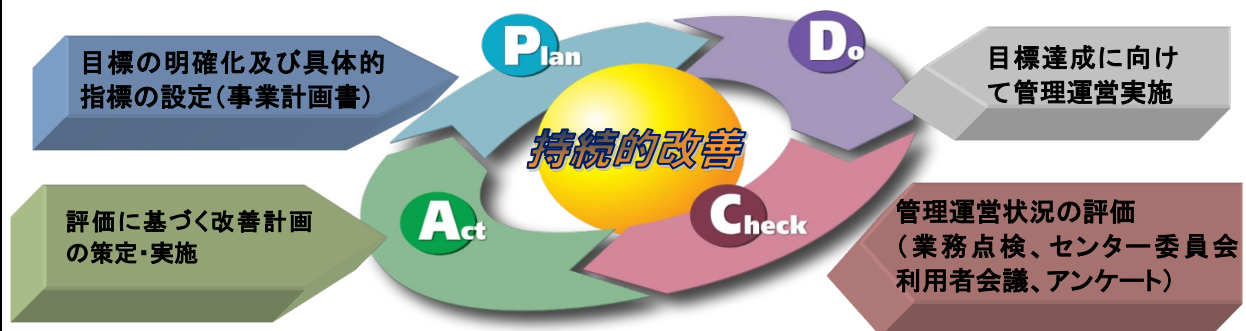 Plan
目標の明確化及び具体的
指標の設定(事業計画書)
Do
目標達成に向け
て管理運営実施
持続的改善
Act
評価に基づく改善計画
の策定・実施
Check
管理運営状況の評価
(業務点検、センター委員会
利用者会議、アンケート)